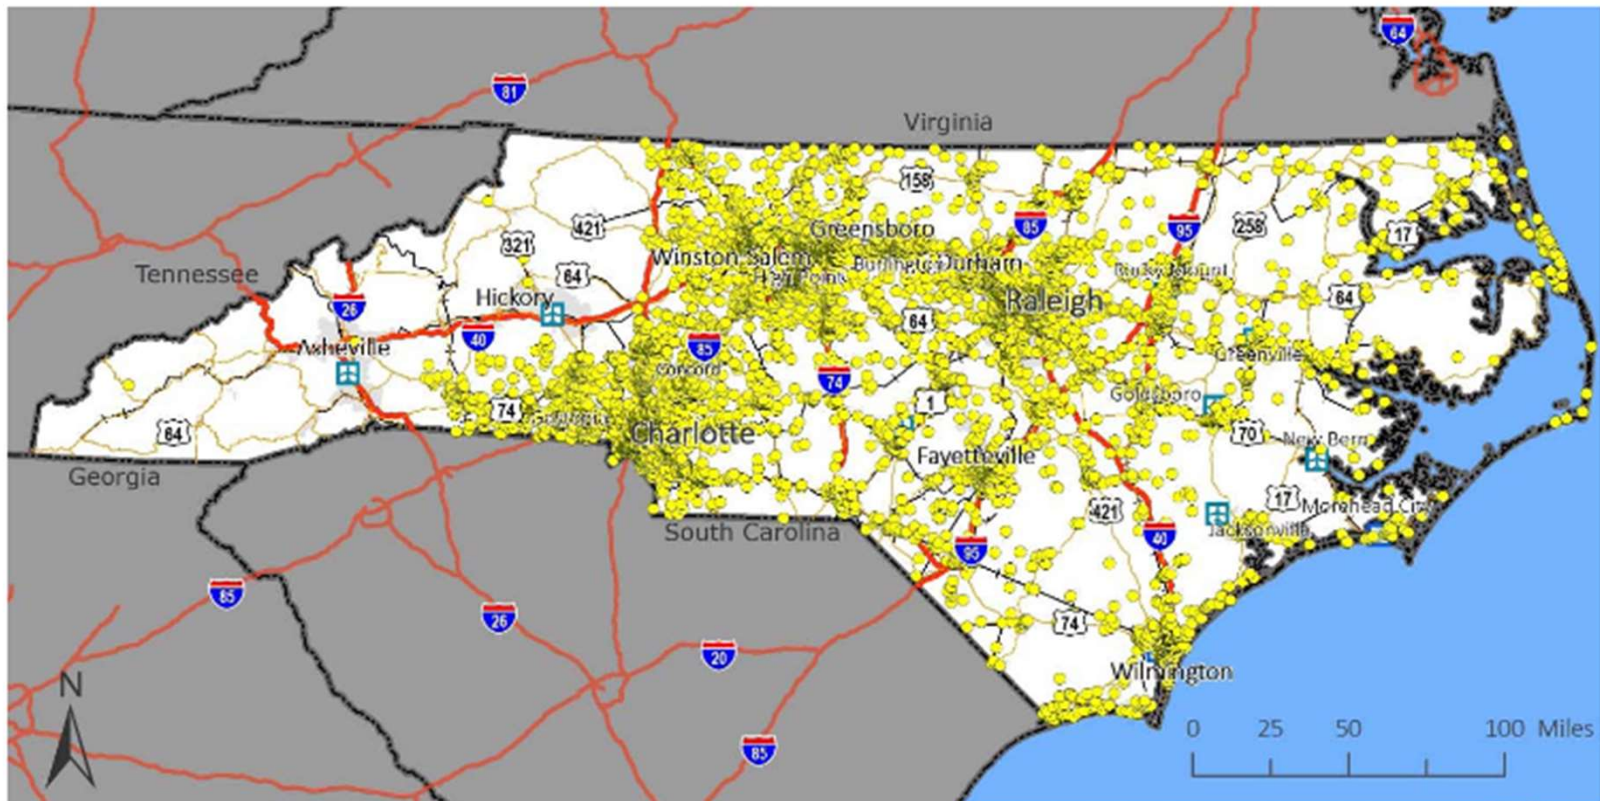 64
81
Virginia
158
421
85
95
258
17
Greensboro
321
Winston-Salem
Tennessee
64
High Point
Burlington
Durham
Rocky Mount
Hickory
26
Raleigh
64
64
40
Asheville
85
Greenville
Concord
74
Goldsboro
74
1
64
Charlotte
70
New Bern
Fayetteville
Georgia
17
Morehead City
421
South Carolina
Jacksonville
40
95
85
26
74
20
Wilmington
N
0 25 50 100 Miles
85